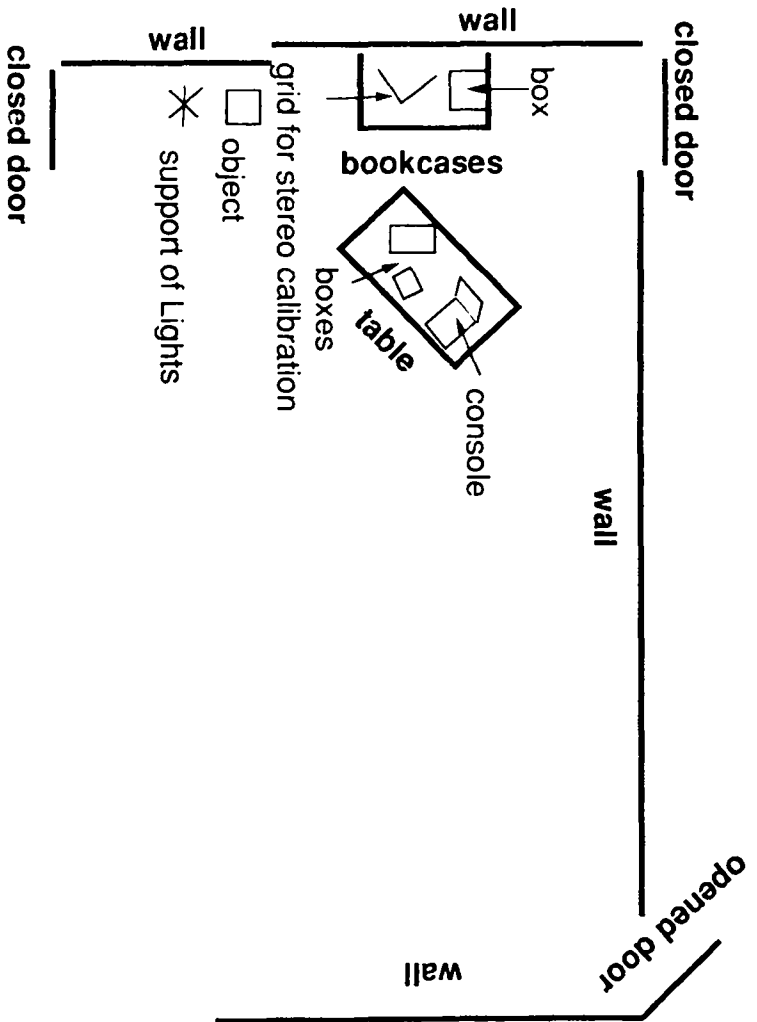 wall
wall
closed door
closed door
box
grid for stereo calibration
object
support of Lights
bookcases
boxes
table
console
wall
opened door
wall